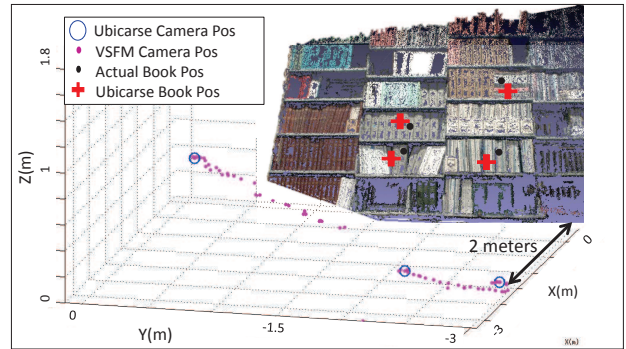 Ubicarse Camera Pos
VSFM Camera Pos
Actual Book Pos
Ubicarse Book Pos
1.8
1
0
Z(m)
0
-1.5
-3
Y(m)
2 meters
0
X(m)
3
X(m)